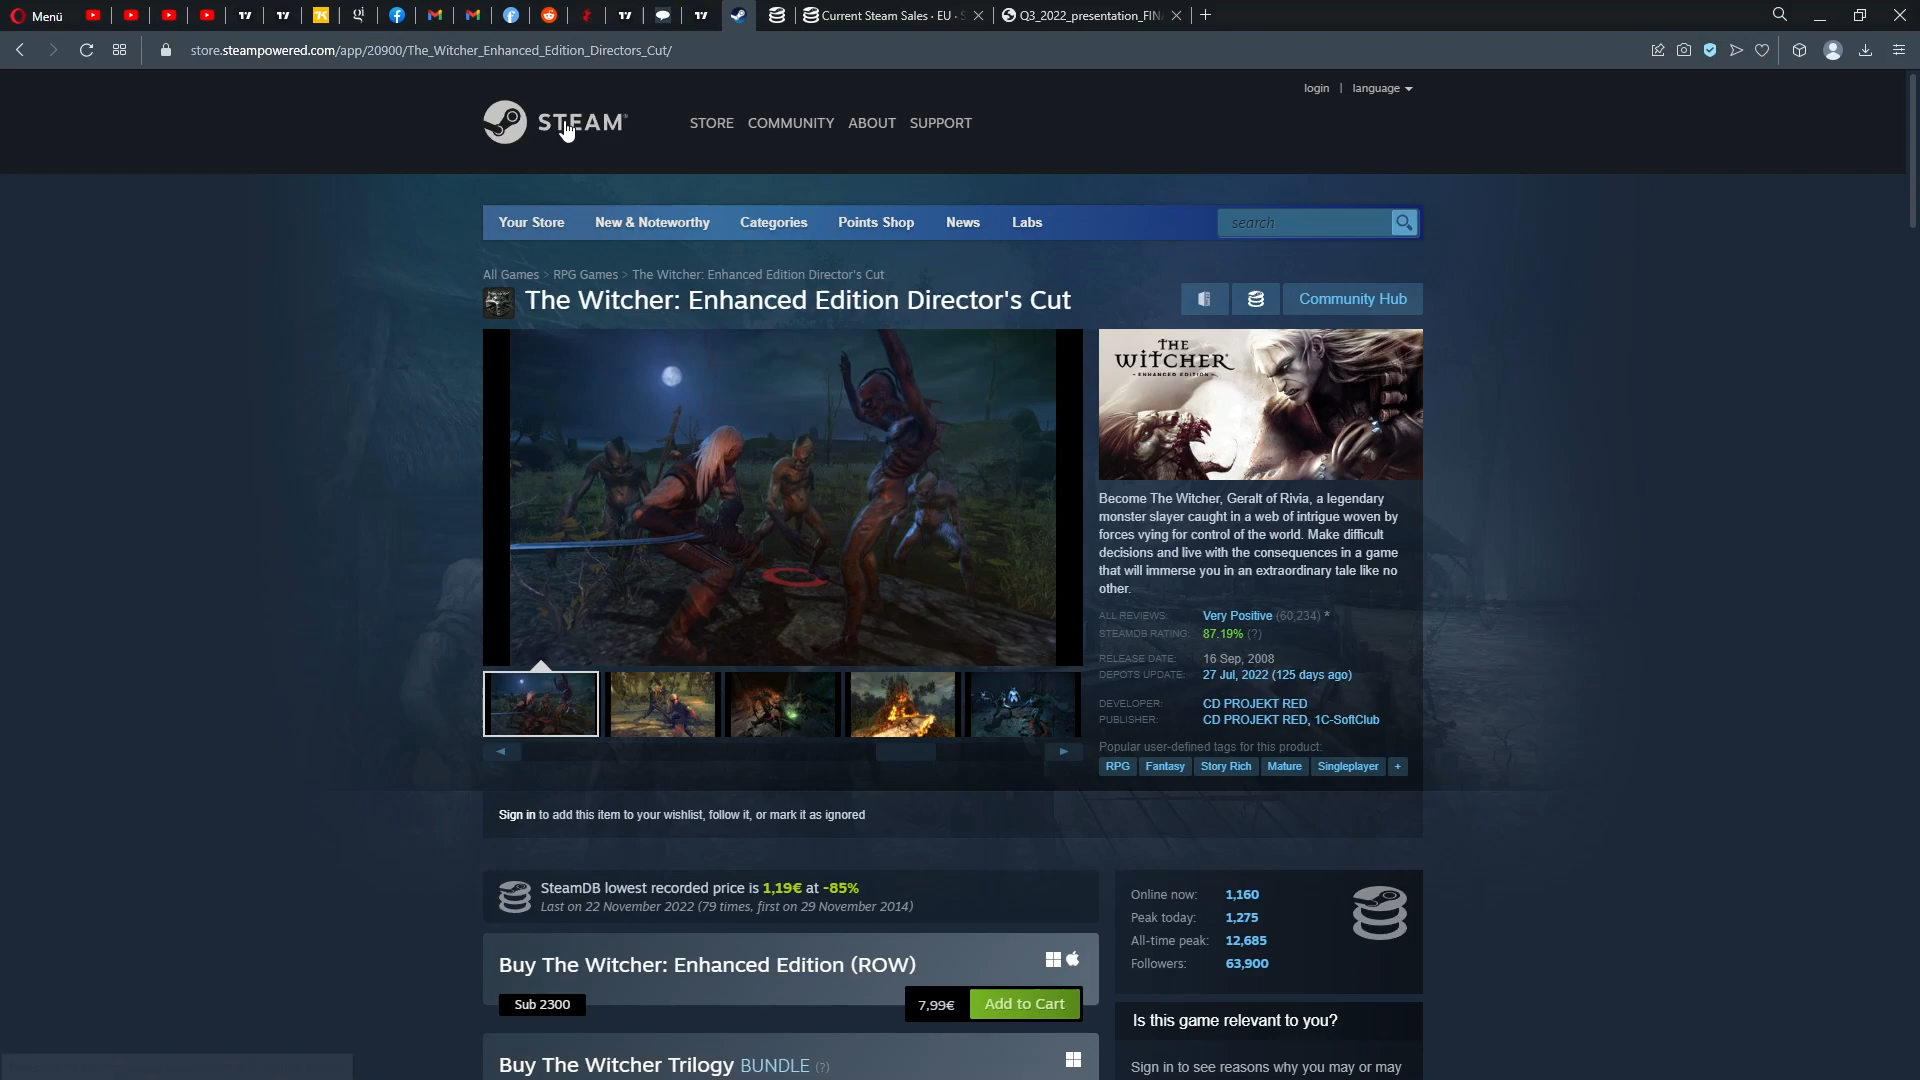 Menü
Current Steam Sales · EU · S
Q3_2022_presentation_FIN
store.steampowered.com/app/20900/The_Witcher_Enhanced_Edition_Directors_Cut/
login | language
STEAM
STORE COMMUNITY ABOUT SUPPORT
Your Store New & Noteworthy Categories Points Shop News Labs
search
All Games > RPG Games > The Witcher: Enhanced Edition Director's Cut
The Witcher: Enhanced Edition Director's Cut
Community Hub
THE
WITCHER
- ENHANCED EDITION -
Become The Witcher, Geralt of Rivia, a legendary
monster slayer caught in a web of intrigue woven by
forces vying for control of the world. Make difficult
decisions and live with the consequences in a game
that will immerse you in an extraordinary tale like no
other.
ALL REVIEWS: Very Positive (60,234) *
STEAMDB RATING: 87.19% (?)
RELEASE DATE: 16 Sep, 2008
DEPOTS UPDATE: 27 Jul, 2022 (125 days ago)
DEVELOPER: CD PROJEKT RED
PUBLISHER: CD PROJEKT RED, 1C-SoftClub
Popular user-defined tags for this product:
RPG Fantasy Story Rich Mature Singleplayer +
Sign in to add this item to your wishlist, follow it, or mark it as ignored
SteamDB lowest recorded price is 1,19€ at -85%
Last on 22 November 2022 (79 times, first on 29 November 2014)
Buy The Witcher: Enhanced Edition (ROW)
Sub 2300
7,99€ Add to Cart
Buy The Witcher Trilogy BUNDLE (?)
Online now: 1,160
Peak today: 1,275
All-time peak: 12,685
Followers: 63,900
Is this game relevant to you?
Sign in to see reasons why you may or may